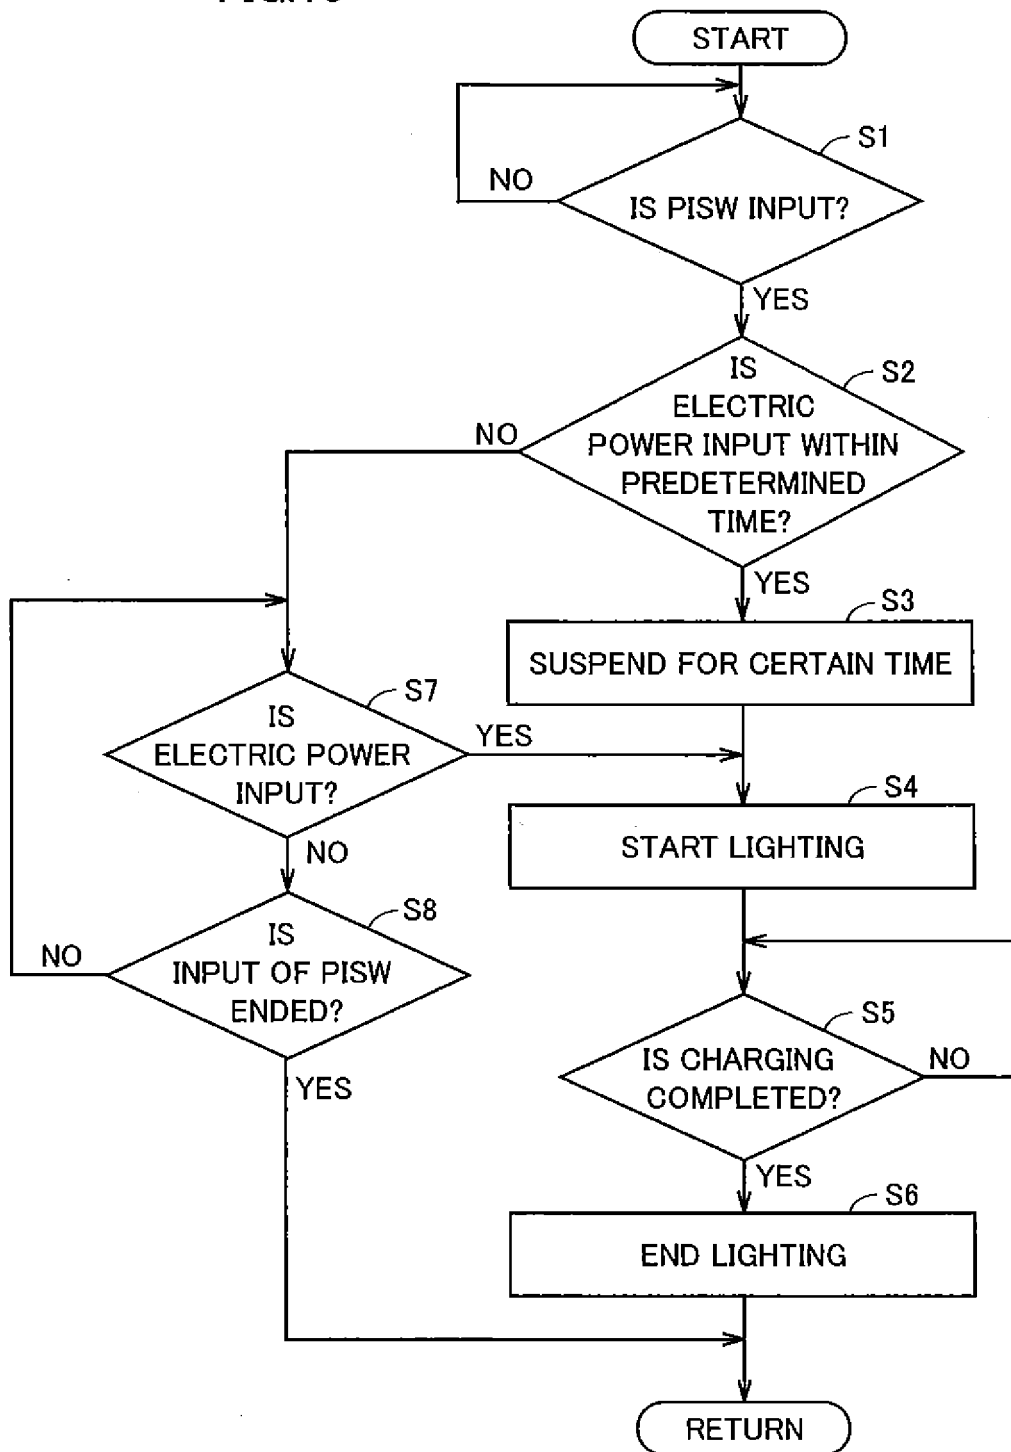 START
S1
NO
IS PISW INPUT?
YES
S2
IS
ELECTRIC
POWER INPUT WITHIN
PREDETERMINED
TIME?
NO
YES
S3
SUSPEND FOR CERTAIN TIME
S7
IS
ELECTRIC POWER
INPUT?
YES
NO
S4
START LIGHTING
S8
IS
INPUT OF PISW
ENDED?
NO
YES
S5
IS CHARGING
COMPLETED?
NO
YES
S6
END LIGHTING
RETURN